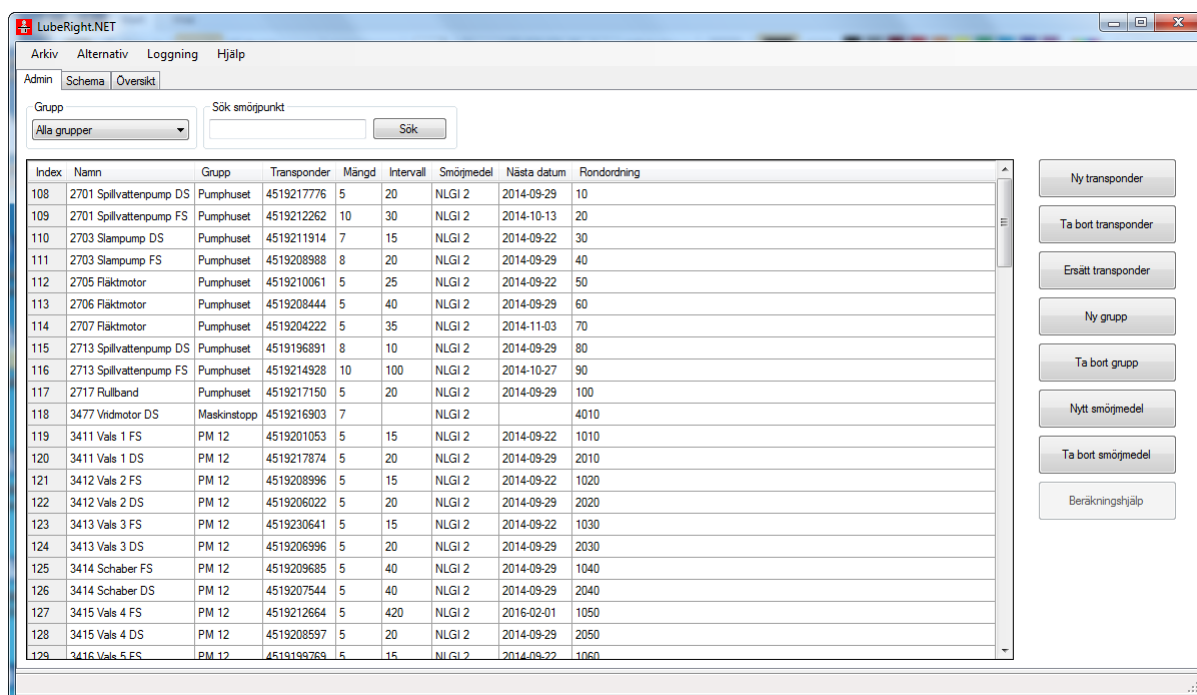 LubeRight.NET
Arkiv Alternativ Loggning Hjälp
Admin Schema Översikt
Grupp Sök smörjpunkt
Alla grupper Sök
Index Namn Grupp Transponder Mängd Intervall Smörjmedel Nästa datum Rondordning
108 2701 Spillvattenpump DS Pumphuset 4519217776 5 20 NLGI 2 2014-09-29 10
109 2701 Spillvattenpump FS Pumphuset 4519212262 10 30 NLGI 2 2014-10-13 20
110 2703 Slampump DS Pumphuset 4519211914 7 15 NLGI 2 2014-09-22 30
111 2703 Slampump FS Pumphuset 4519208988 8 20 NLGI 2 2014-09-29 40
112 2705 Fläktmotor Pumphuset 4519210061 5 25 NLGI 2 2014-09-22 50
113 2706 Fläktmotor Pumphuset 4519208444 5 40 NLGI 2 2014-09-29 60
114 2707 Fläktmotor Pumphuset 4519204222 5 35 NLGI 2 2014-11-03 70
115 2713 Spillvattenpump DS Pumphuset 4519196891 8 10 NLGI 2 2014-09-29 80
116 2713 Spillvattenpump FS Pumphuset 4519214928 10 100 NLGI 2 2014-10-27 90
117 2717 Rullband Pumphuset 4519217150 5 20 NLGI 2 2014-09-29 100
118 3477 Vridmotor DS Maskinstopp 4519216903 7 NLGI 2 4010
119 3411 Vals 1 FS PM 12 4519201053 5 15 NLGI 2 2014-09-22 1010
120 3411 Vals 1 DS PM 12 4519217874 5 20 NLGI 2 2014-09-29 2010
121 3412 Vals 2 FS PM 12 4519208996 5 15 NLGI 2 2014-09-22 1020
122 3412 Vals 2 DS PM 12 4519206022 5 20 NLGI 2 2014-09-29 2020
123 3413 Vals 3 FS PM 12 4519230641 5 15 NLGI 2 2014-09-22 1030
124 3413 Vals 3 DS PM 12 4519206996 5 20 NLGI 2 2014-09-29 2030
125 3414 Schaber FS PM 12 4519209685 5 40 NLGI 2 2014-09-29 1040
126 3414 Schaber DS PM 12 4519207544 5 40 NLGI 2 2014-09-29 2040
127 3415 Vals 4 FS PM 12 4519212664 5 420 NLGI 2 2016-02-01 1050
128 3415 Vals 4 DS PM 12 4519208597 5 20 NLGI 2 2014-09-29 2050
129 3416 Vals 5 FS PM 12 4519199769 5 15 NLGI 2 2014-09-22 1060
Ny transponder
Ta bort transponder
Ersätt transponder
Ny grupp
Ta bort grupp
Nytt smörjmedel
Ta bort smörjmedel
Beräkningshjälp